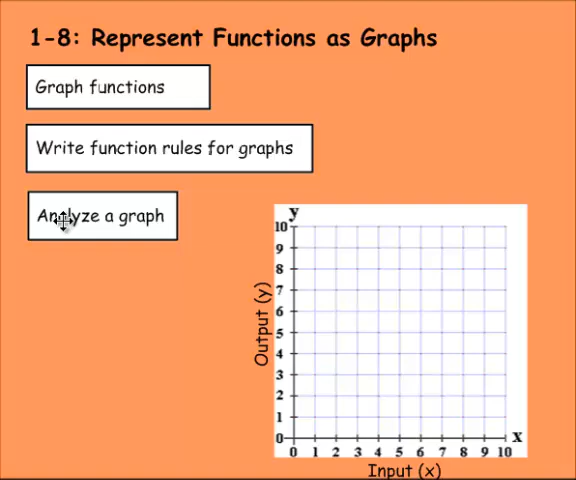 1-8: Represent Functions as Graphs
Graph functions
Write function rules for graphs
Analyze a graph
y
10
9
8
7
6
5
4
3
2
1
0
Output (y)
0 1 2 3 4 5 6 7 8 9 10
x
Input (x)